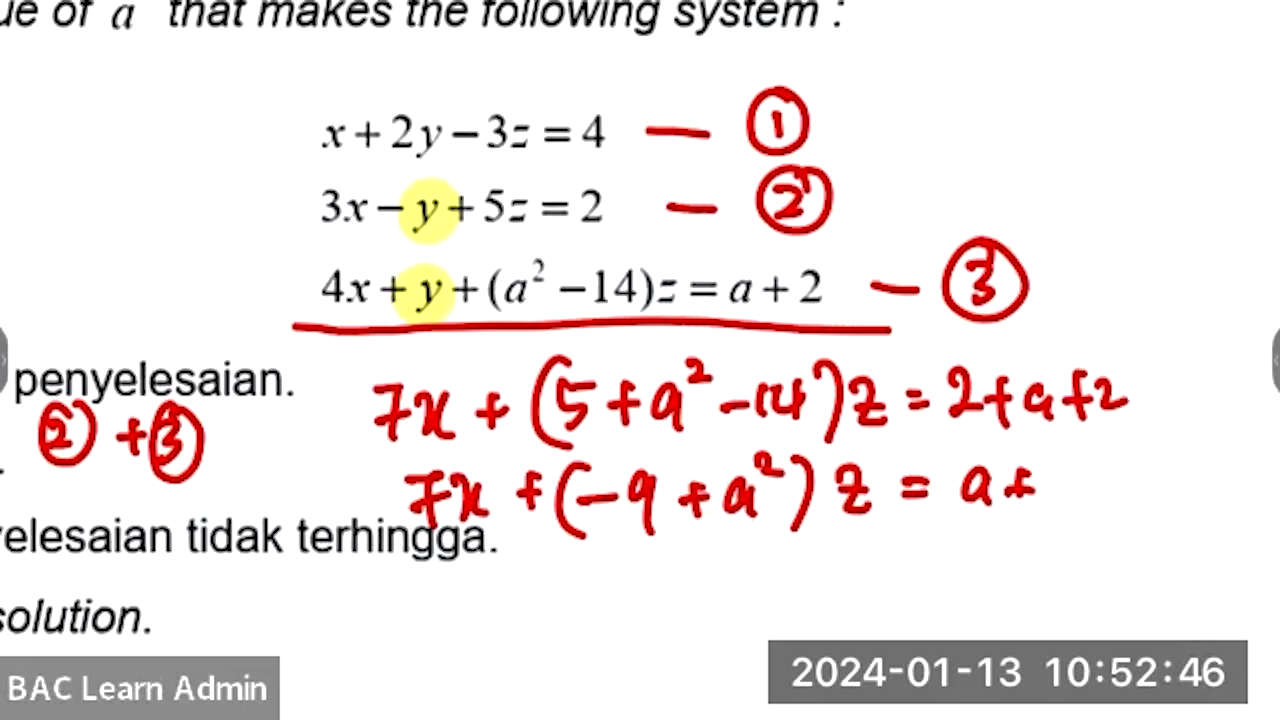 ue of a that makes the following system :
x + 2y − 3z = 4 — ①
3x − y + 5z = 2 — ②
4x + y + (a² − 14)z = a + 2 — ③
penyelesaian.
② + ③
7x + (5 + a² − 14)z = 2 + a + 2
7x + (−9 + a²)z = a +
yelesaian tidak terhingga.
solution.
BAC Learn Admin
2024-01-13 10:52:46